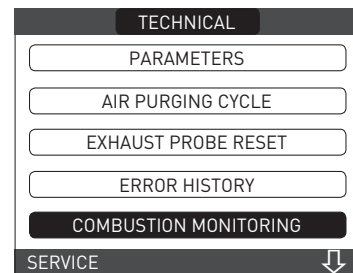 TECHNICAL
PARAMETERS
AIR PURGING CYCLE
EXHAUST PROBE RESET
ERROR HISTORY
COMBUSTION MONITORING
SERVICE